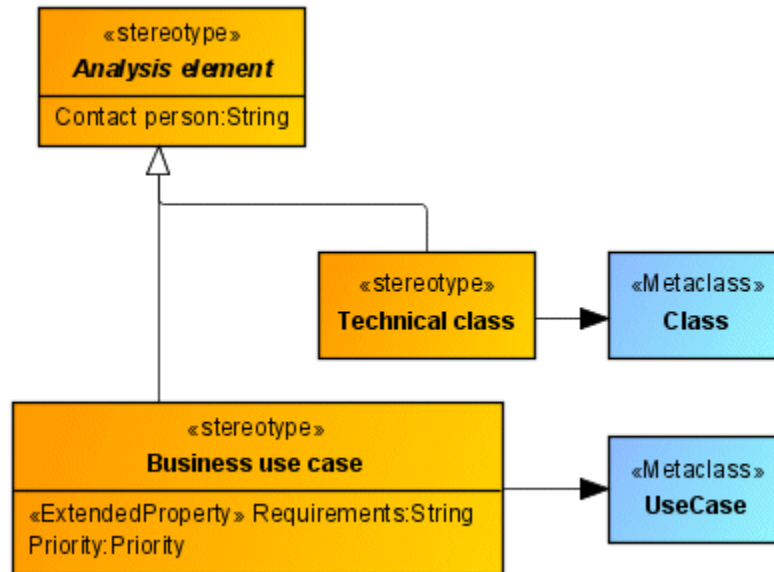 «stereotype»
Analysis element
Contact person:String
«stereotype»
Technical class
«Metaclass»
Class
«stereotype»
Business use case
«ExtendedProperty» Requirements:String
Priority:Priority
«Metaclass»
UseCase